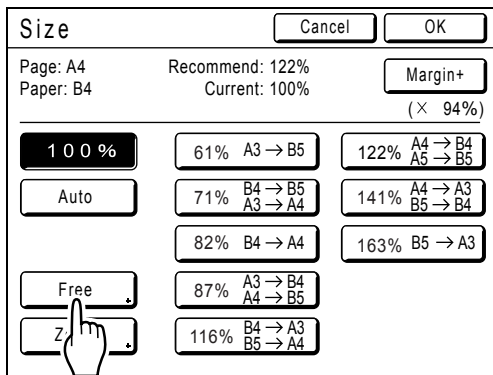 Size
Cancel
OK
Page: A4
Paper: B4
Recommend: 122%
Current: 100%
Margin+
(× 94%)
100%
Auto
Free
61% A3 → B5
71% B4 → B5
A3 → A4
82% B4 → A4
87% A3 → B4
A4 → B5
116% B4 → A3
B5 → A4
122% A4 → B4
A5 → B5
141% A4 → A3
B5 → B4
163% B5 → A3